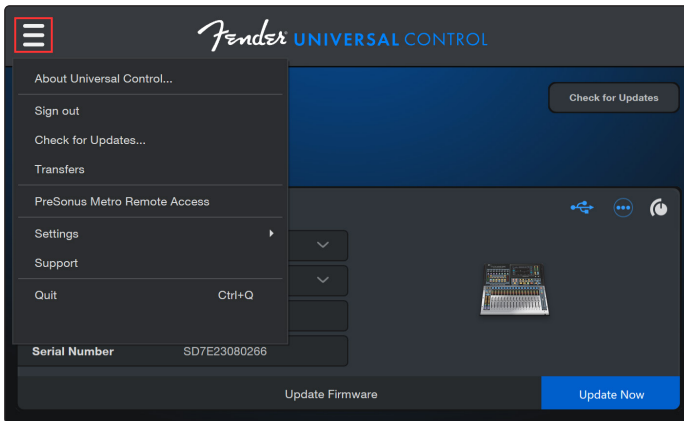 Fender UNIVERSAL CONTROL
About Universal Control...
Check for Updates
Sign out
Check for Updates...
Transfers
PreSonus Metro Remote Access
Settings
Support
Quit Ctrl+Q
Serial Number SD7E23080266
Update Firmware Update Now